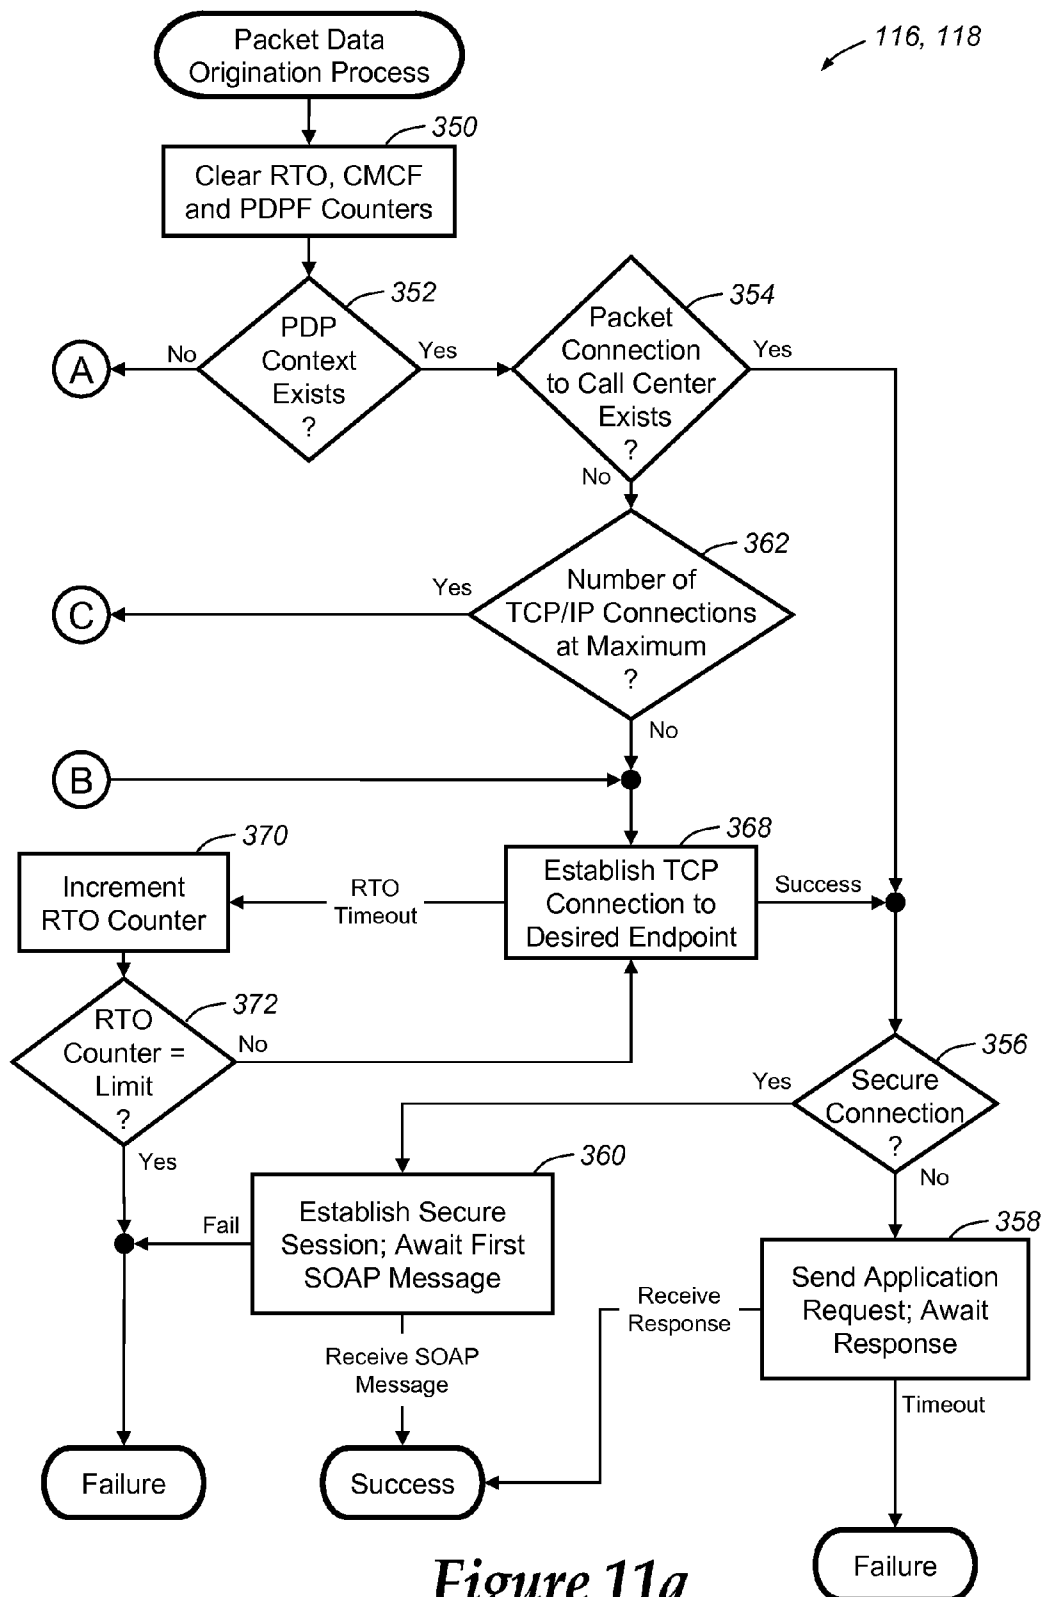 Packet Data
Origination Process
116, 118
350
Clear RTO, CMCF
and PDPF Counters
352
PDP
Context
Exists
?
No
Yes
A
354
Packet
Connection
to Call Center
Exists
?
Yes
No
362
Number of
TCP/IP Connections
at Maximum
?
Yes
C
No
B
368
Establish TCP
Connection to
Desired Endpoint
Success
RTO
Timeout
370
Increment
RTO Counter
372
RTO
Counter =
Limit
?
No
Yes
356
Secure
Connection
?
Yes
No
360
Establish Secure
Session; Await First
SOAP Message
Fail
358
Send Application
Request; Await
Response
Receive
Response
Receive SOAP
Message
Timeout
Failure
Success
Failure
Figure 11a